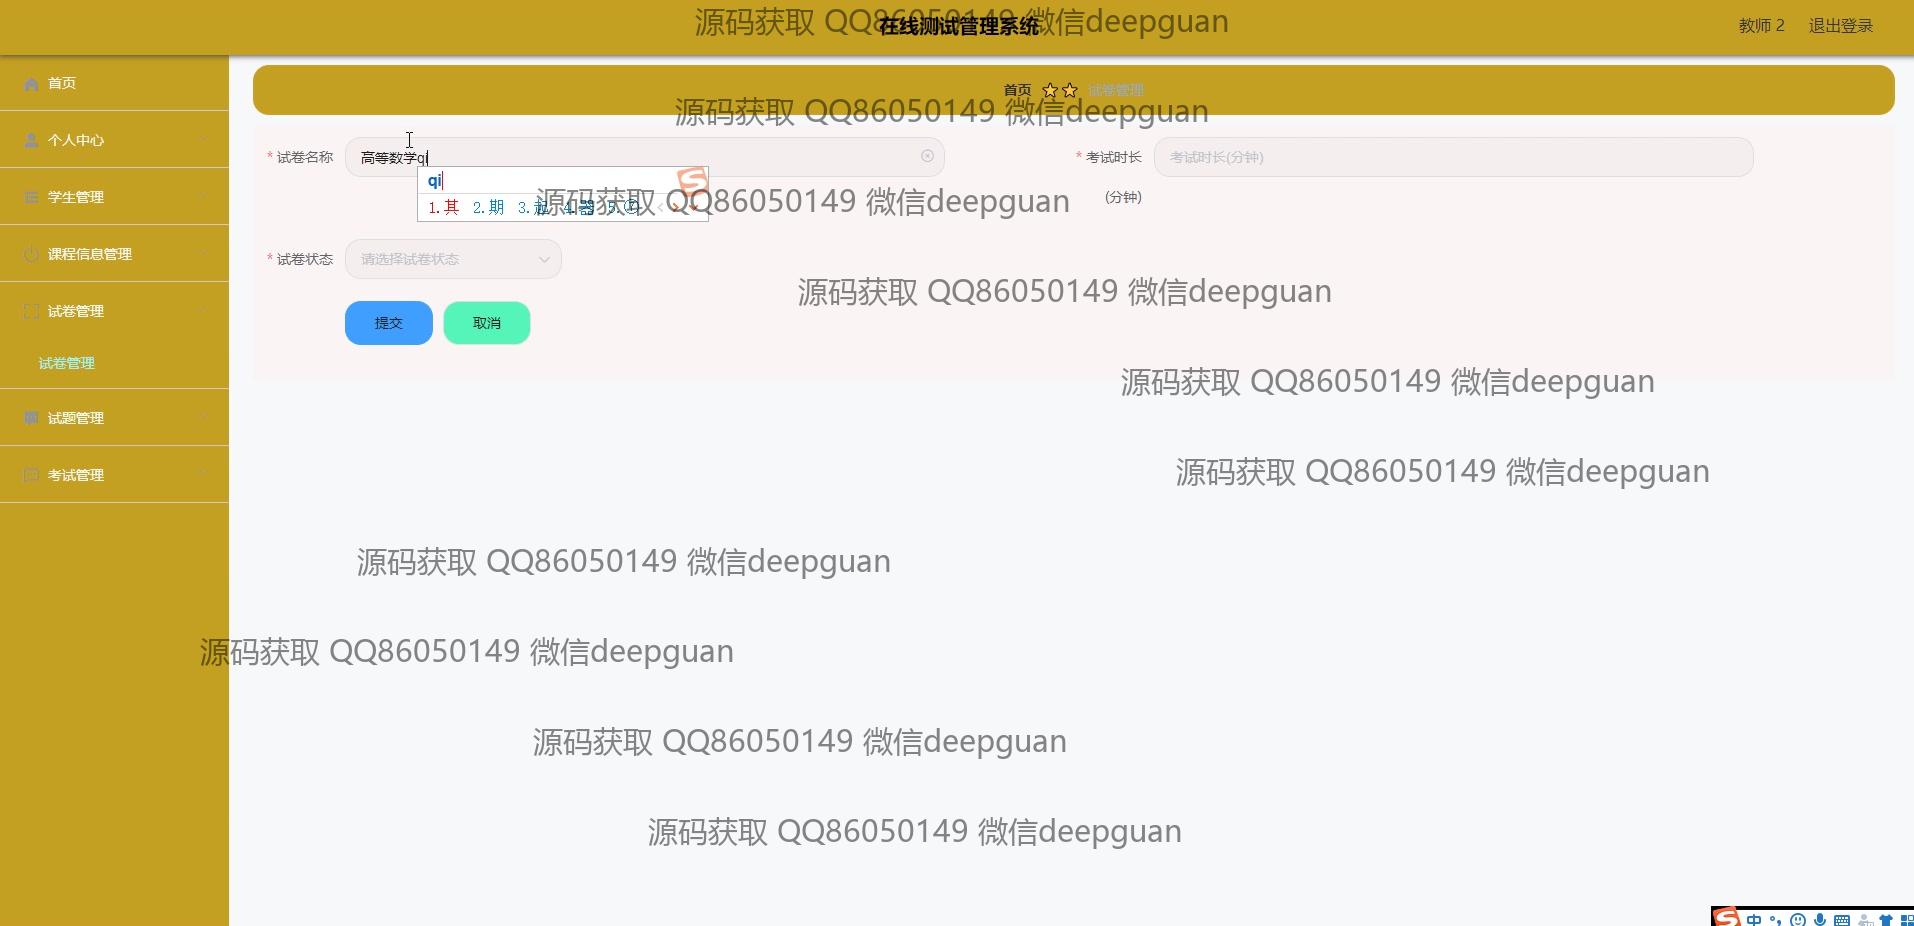 源码获取 QQ86050149 微信deepguan
在线测试管理系统
教师 2 退出登录
首页
个人中心
学生管理
课程信息管理
试卷管理
试卷管理
试题管理
考试管理
首页 试卷管理
源码获取 QQ86050149 微信deepguan
* 试卷名称 高等数学qi
* 考试时长 考试时长(分钟)
(分钟)
qi
1.其 2.期 3.起 4.器 5.⑦
源码获取 QQ86050149 微信deepguan
* 试卷状态 请选择试卷状态
源码获取 QQ86050149 微信deepguan
提交 取消
源码获取 QQ86050149 微信deepguan
源码获取 QQ86050149 微信deepguan
源码获取 QQ86050149 微信deepguan
源码获取 QQ86050149 微信deepguan
源码获取 QQ86050149 微信deepguan
源码获取 QQ86050149 微信deepguan
中